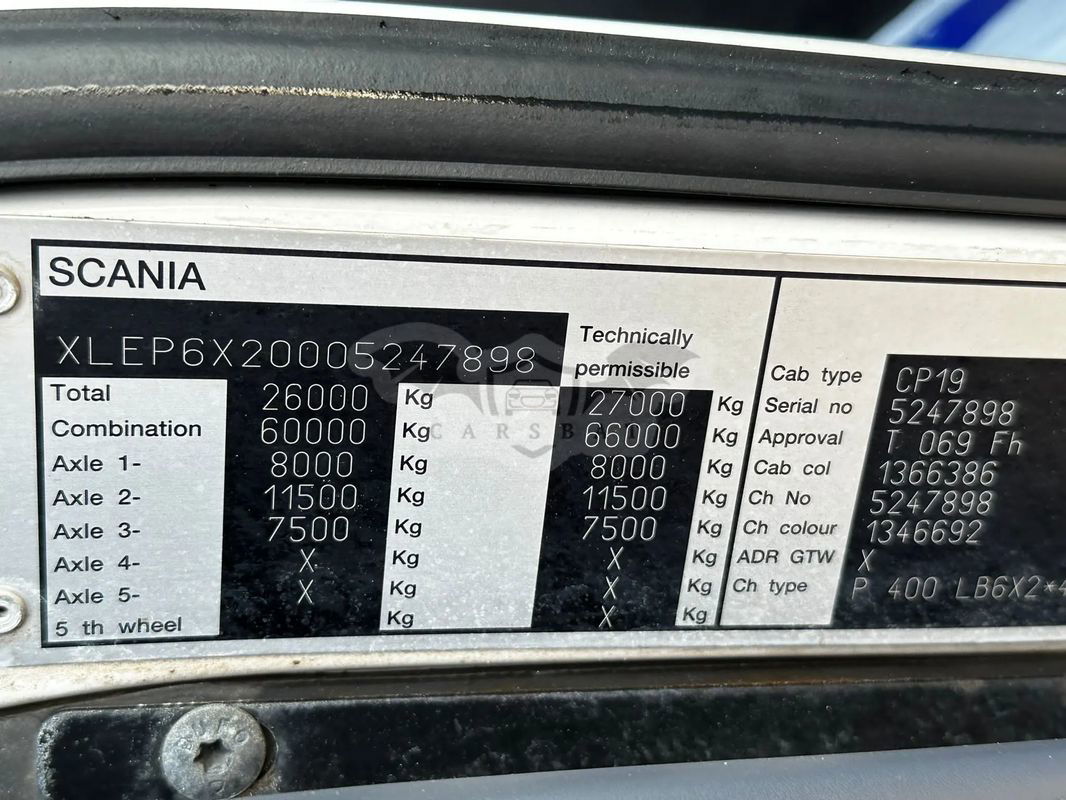 SCANIA
XLEP6X20005247898
Technically
permissible
Total 26000 Kg 27000 Kg
Combination 60000 Kg 66000 Kg
Axle 1- 8000 Kg 8000 Kg
Axle 2- 11500 Kg 11500 Kg
Axle 3- 7500 Kg 7500 Kg
Axle 4- X Kg X Kg
Axle 5- X Kg X Kg
5 th wheel Kg X Kg
Cab type CP19
Serial no 5247898
Approval T 069 Fh
Cab col 1366386
Ch No 5247898
Ch colour 1346692
ADR GTW X
Ch type P 400 LB6X2*4